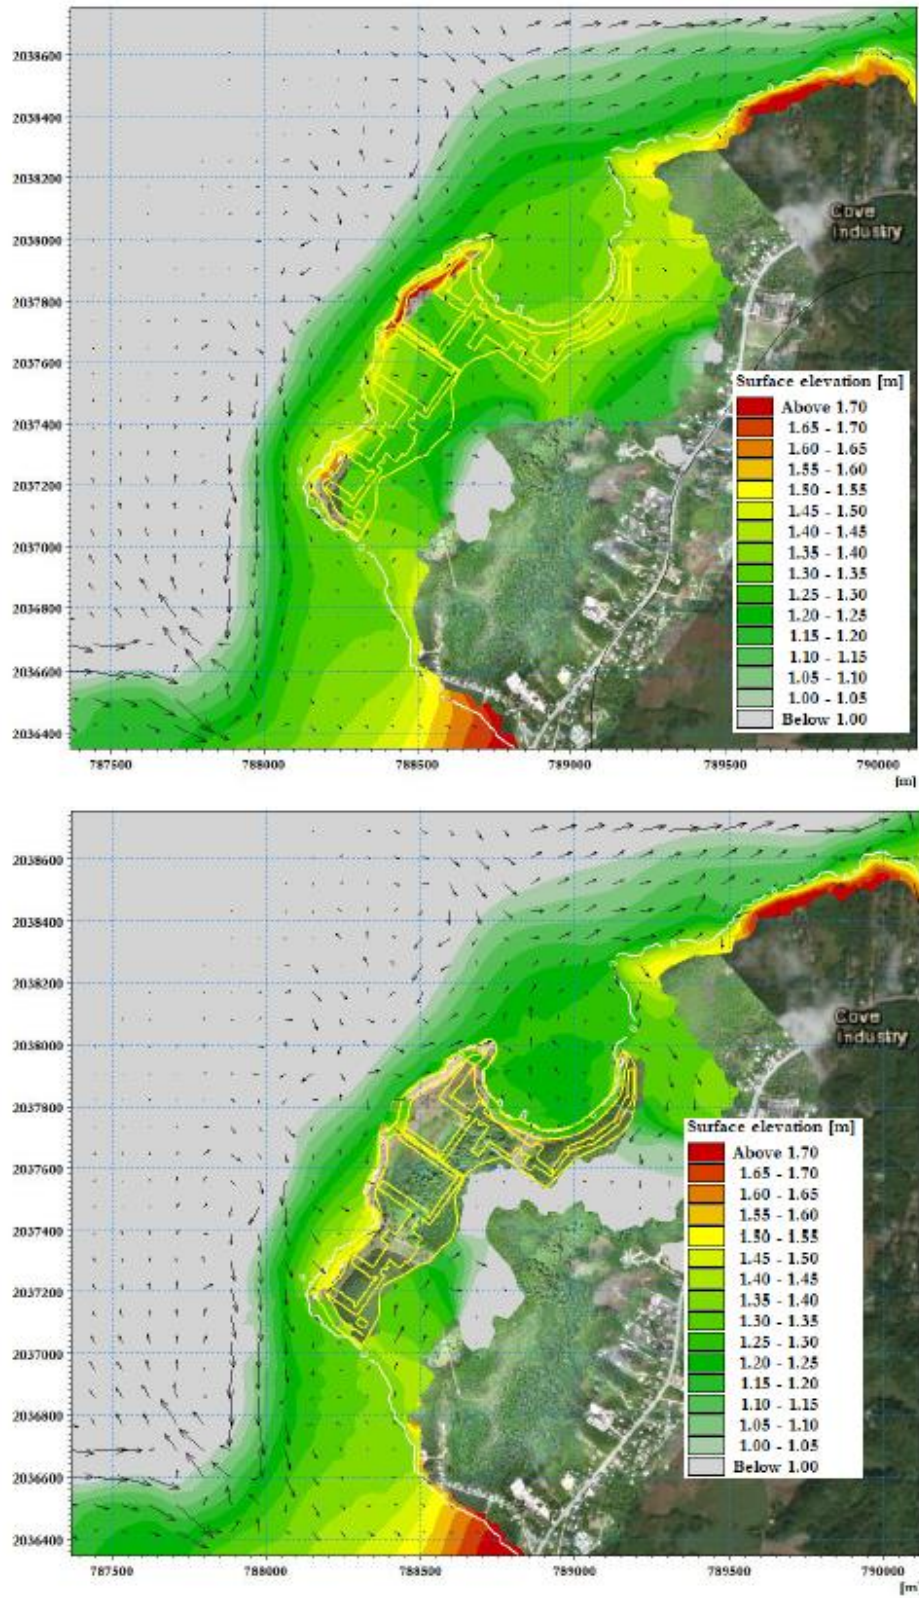 2038600
2038400
2038200
2038000
2037800
2037600
2037400
2037200
2037000
2036800
2036600
2036400
Cove
Industry
Surface elevation [m]
Above 1.70
1.65 - 1.70
1.60 - 1.65
1.55 - 1.60
1.50 - 1.55
1.45 - 1.50
1.40 - 1.45
1.35 - 1.40
1.30 - 1.35
1.25 - 1.30
1.20 - 1.25
1.15 - 1.20
1.10 - 1.15
1.05 - 1.10
1.00 - 1.05
Below 1.00
787500 788000 788500 789000 789500 790000
[m]
2038600
2038400
2038200
2038000
2037800
2037600
2037400
2037200
2037000
2036800
2036600
2036400
Cove
Industry
Surface elevation [m]
Above 1.70
1.65 - 1.70
1.60 - 1.65
1.55 - 1.60
1.50 - 1.55
1.45 - 1.50
1.40 - 1.45
1.35 - 1.40
1.30 - 1.35
1.25 - 1.30
1.20 - 1.25
1.15 - 1.20
1.10 - 1.15
1.05 - 1.10
1.00 - 1.05
Below 1.00
787500 788000 788500 789000 789500 790000
[m]